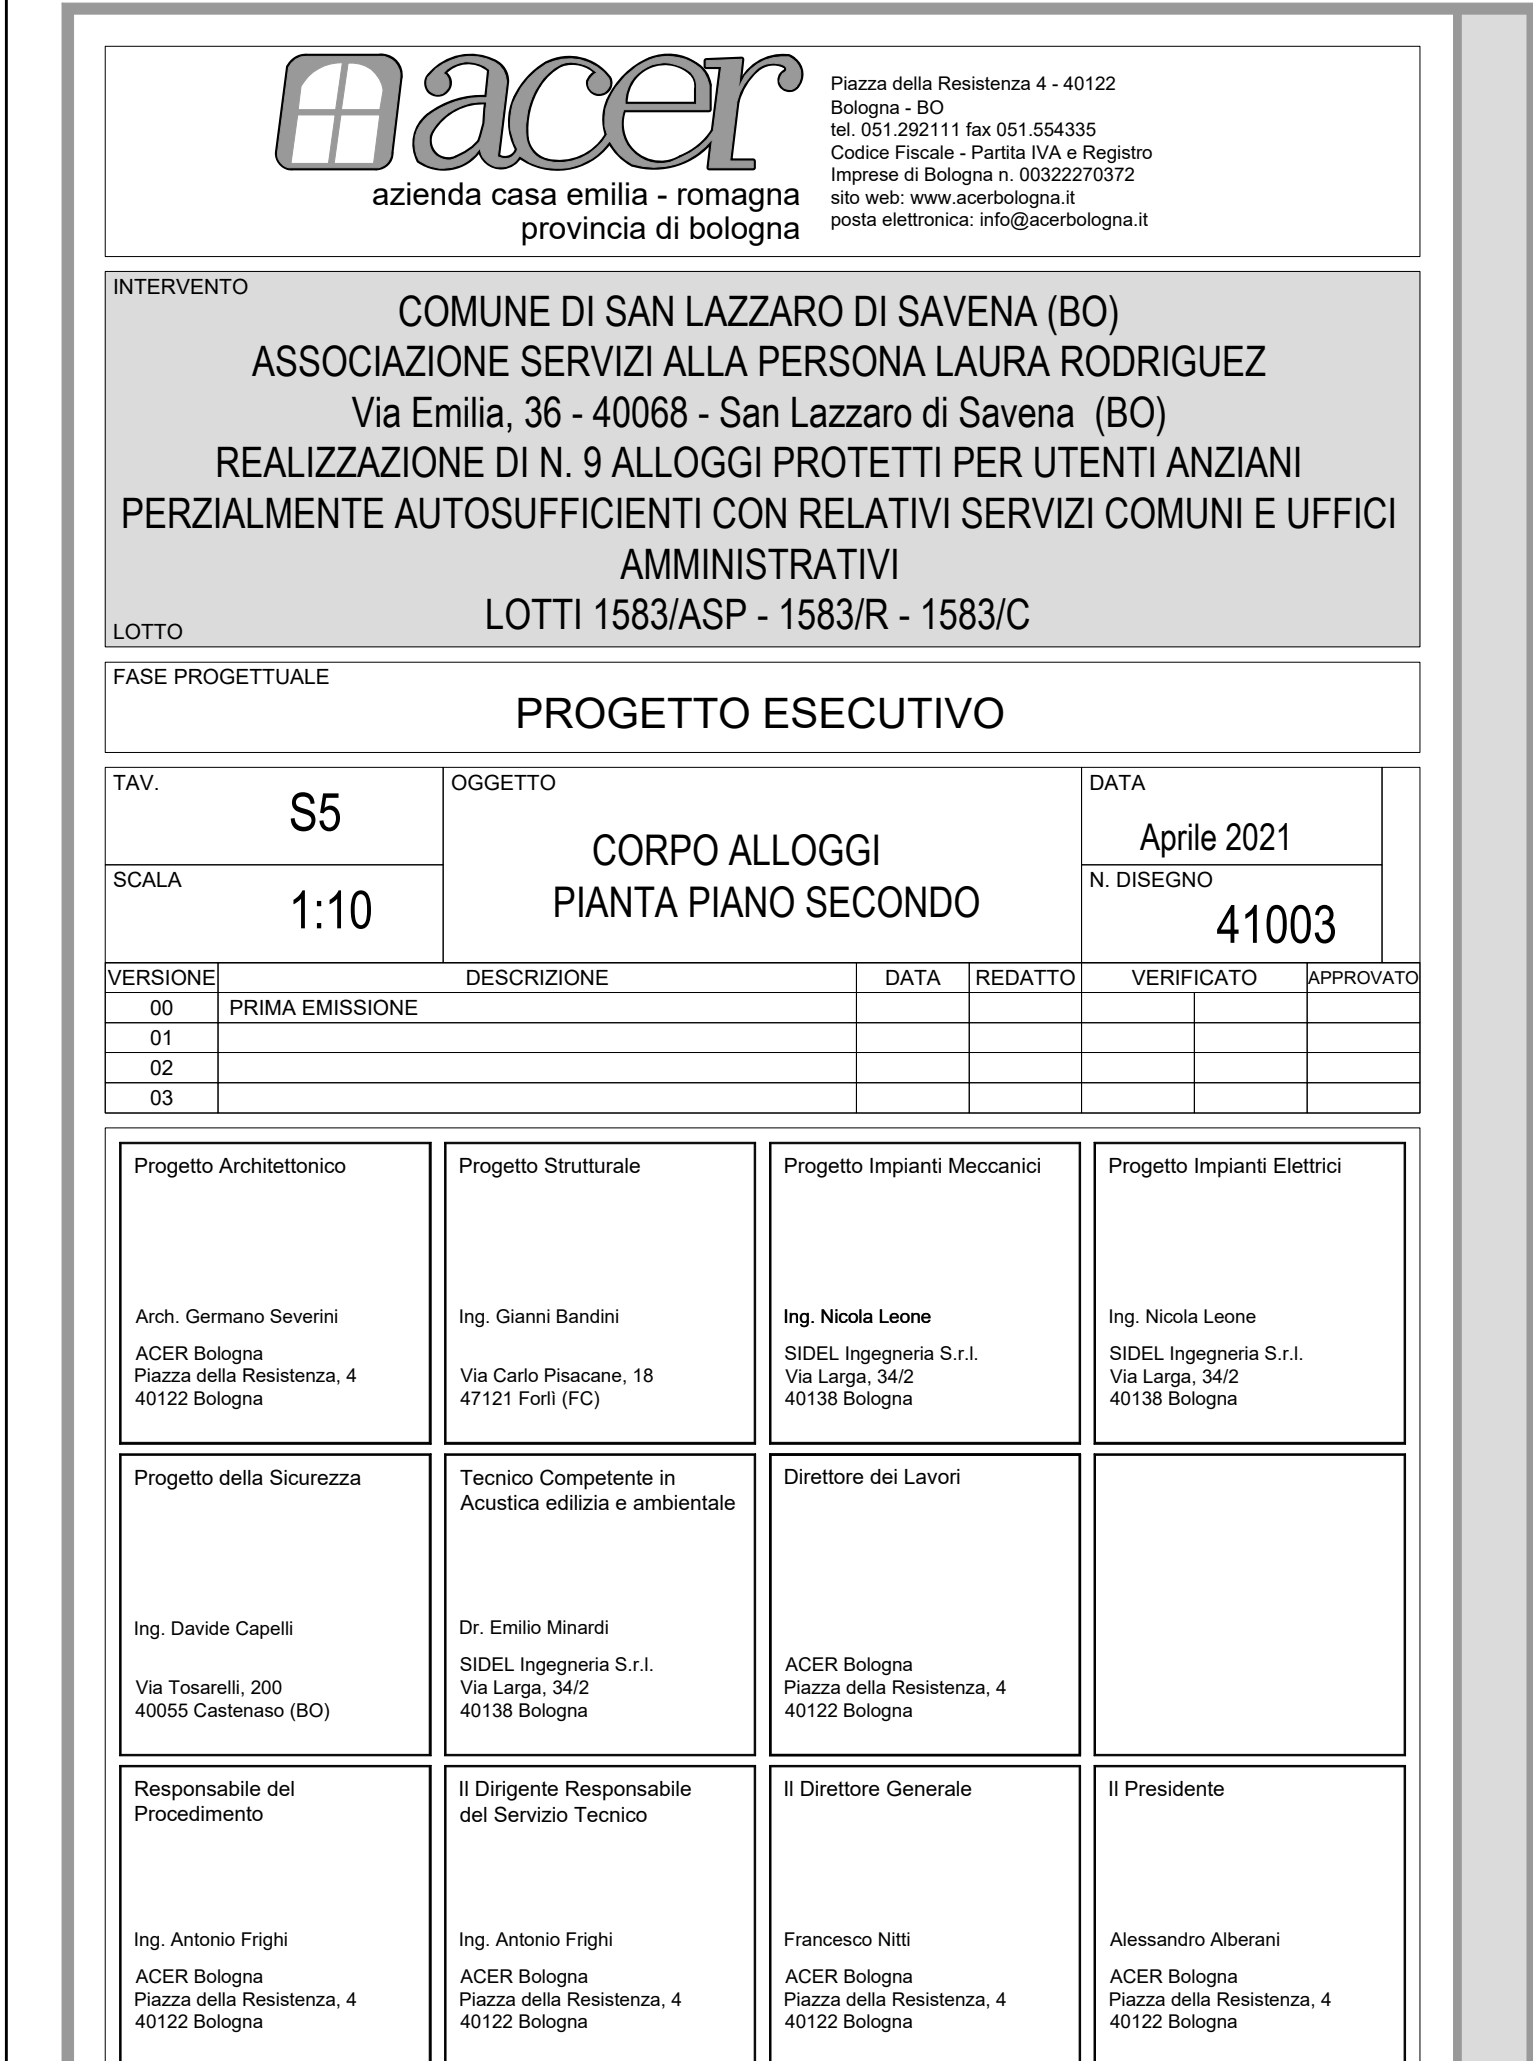 acer
azienda casa emilia - romagna
provincia di bologna
Piazza della Resistenza 4 - 40122
Bologna - BO
tel. 051.292111 fax 051.554335
Codice Fiscale - Partita IVA e Registro
Imprese di Bologna n. 00322270372
sito web: www.acerbologna.it
posta elettronica: info@acerbologna.it
INTERVENTO
COMUNE DI SAN LAZZARO DI SAVENA (BO)
ASSOCIAZIONE SERVIZI ALLA PERSONA LAURA RODRIGUEZ
Via Emilia, 36 - 40068 - San Lazzaro di Savena (BO)
REALIZZAZIONE DI N. 9 ALLOGGI PROTETTI PER UTENTI ANZIANI
PERZIALMENTE AUTOSUFFICIENTI CON RELATIVI SERVIZI COMUNI E UFFICI
AMMINISTRATIVI
LOTTI 1583/ASP - 1583/R - 1583/C
LOTTO
FASE PROGETTUALE
PROGETTO ESECUTIVO
TAV.
S5
SCALA
1:10
OGGETTO
CORPO ALLOGGI
PIANTA PIANO SECONDO
DATA
Aprile 2021
N. DISEGNO
41003
VERSIONE DESCRIZIONE DATA REDATTO VERIFICATO APPROVATO
00 PRIMA EMISSIONE
01
02
03
Progetto Architettonico
Arch. Germano Severini
ACER Bologna
Piazza della Resistenza, 4
40122 Bologna
Progetto Strutturale
Ing. Gianni Bandini
Via Carlo Pisacane, 18
47121 Forlì (FC)
Progetto Impianti Meccanici
Ing. Nicola Leone
SIDEL Ingegneria S.r.l.
Via Larga, 34/2
40138 Bologna
Progetto Impianti Elettrici
Ing. Nicola Leone
SIDEL Ingegneria S.r.l.
Via Larga, 34/2
40138 Bologna
Progetto della Sicurezza
Ing. Davide Capelli
Via Tosarelli, 200
40055 Castenaso (BO)
Tecnico Competente in
Acustica edilizia e ambientale
Dr. Emilio Minardi
SIDEL Ingegneria S.r.l.
Via Larga, 34/2
40138 Bologna
Direttore dei Lavori
ACER Bologna
Piazza della Resistenza, 4
40122 Bologna
Responsabile del
Procedimento
Ing. Antonio Frighi
ACER Bologna
Piazza della Resistenza, 4
40122 Bologna
Il Dirigente Responsabile
del Servizio Tecnico
Ing. Antonio Frighi
ACER Bologna
Piazza della Resistenza, 4
40122 Bologna
Il Direttore Generale
Francesco Nitti
ACER Bologna
Piazza della Resistenza, 4
40122 Bologna
Il Presidente
Alessandro Alberani
ACER Bologna
Piazza della Resistenza, 4
40122 Bologna